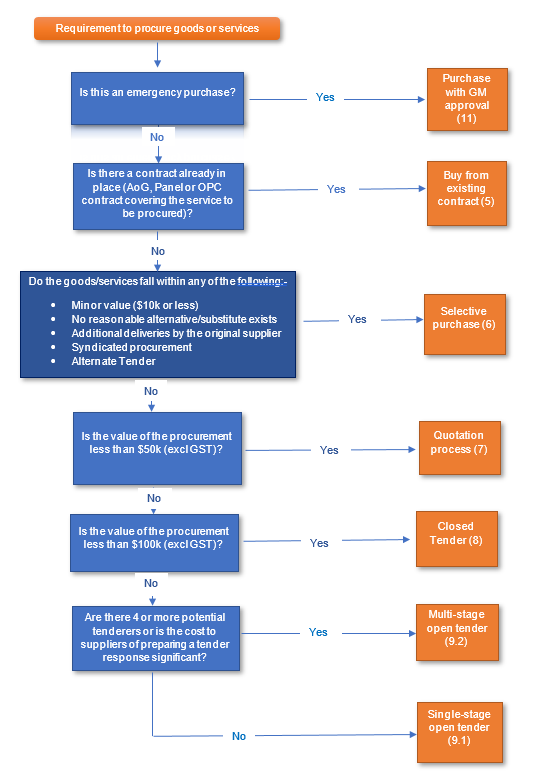 Requirement to procure goods or services
Is this an emergency purchase?
Yes
Purchase
with GM
approval
(11)
No
Is there a contract already in
place (AoG, Panel or OPC
contract covering the service to
be procured)?
Yes
Buy from
existing
contract (5)
No
Do the goods/services fall within any of the following:-
• Minor value ($10k or less)
• No reasonable alternative/substitute exists
• Additional deliveries by the original supplier
• Syndicated procurement
• Alternate Tender
Yes
Selective
purchase (6)
No
Is the value of the procurement
less than $50k (excl GST)?
Yes
Quotation
process (7)
No
Is the value of the procurement
less than $100k (excl GST)?
Yes
Closed
Tender (8)
No
Are there 4 or more potential
tenderers or is the cost to
suppliers of preparing a tender
response significant?
Yes
Multi-stage
open tender
(9.2)
No
Single-stage
open tender
(9.1)